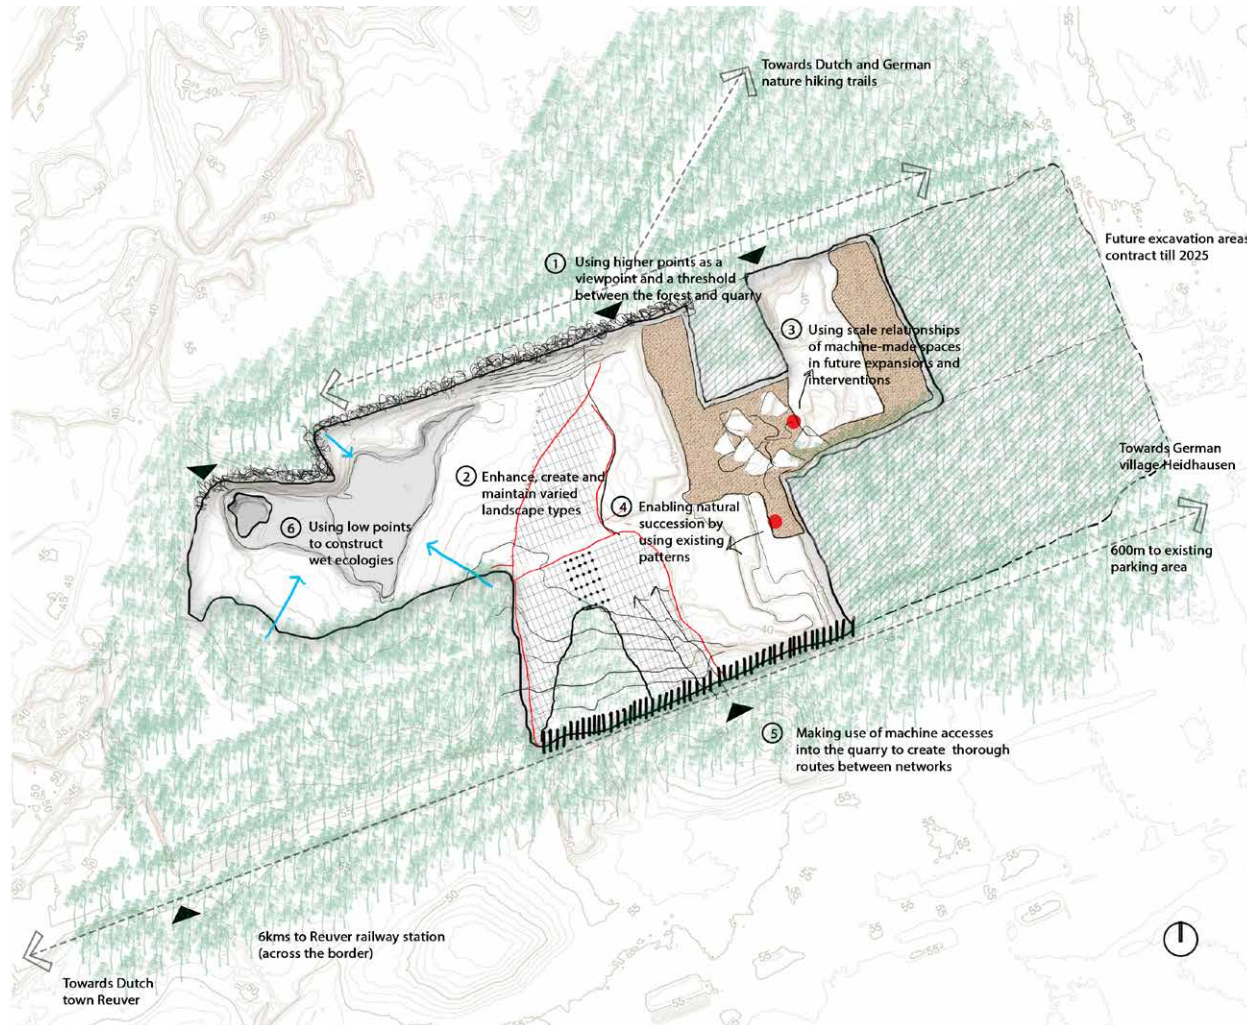 Towards Dutch and German
nature hiking trails
Future excavation areas
contract till 2025
1 Using higher points as a
viewpoint and a threshold
between the forest and quarry
3 Using scale relationships
of machine-made spaces
in future expansions and
interventions
Towards German
village Heidhausen
2 Enhance, create and
maintain varied
landscape types
4 Enabling natural
succession by
using existing
patterns
6 Using low points
to construct
wet ecologies
600m to existing
parking area
40
5 Making use of machine accesses
into the quarry to create thorough
routes between networks
6kms to Reuver railway station
(across the border)
Towards Dutch
town Reuver